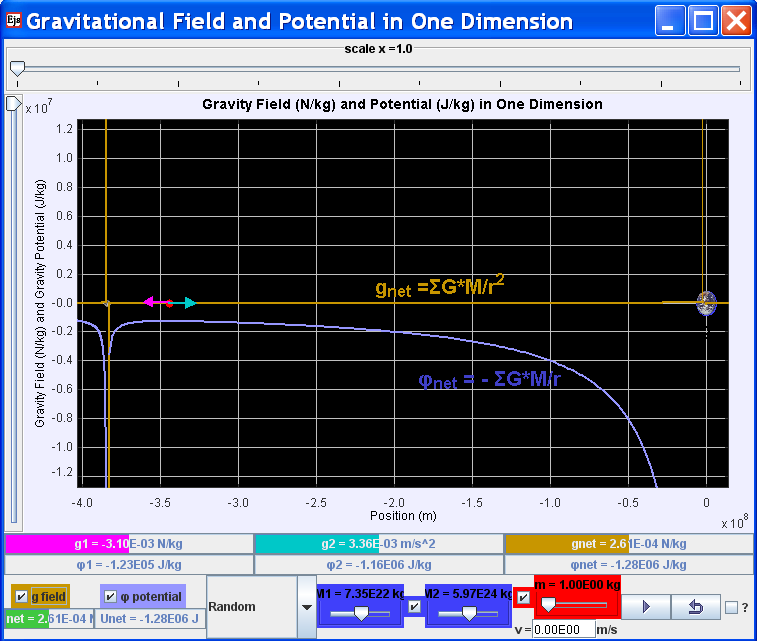 Ejs Gravitational Field and Potential in One Dimension
scale x =1.0
x 10^7
Gravity Field (N/kg) and Potential (J/kg) in One Dimension
Gravity Field (N/kg) and Gravity Potential (J/kg)
1.2
1.0
0.8
0.6
0.4
0.2
-0.0
-0.2
-0.4
-0.6
-0.8
-1.0
-1.2
gnet =ΣG*M/r²
φnet = - ΣG*M/r
-4.0 -3.5 -3.0 -2.5 -2.0 -1.5 -1.0 -0.5 0
Position (m)
x 10^8
g1 = -3.10E-03 N/kg g2 = 3.36E-03 m/s^2 gnet = 2.61E-04 N/kg
φ1 = -1.23E05 J/kg φ2 = -1.16E06 J/kg φnet = -1.28E06 J/kg
g field φ potential Random M1 = 7.35E22 kg M2 = 5.97E24 kg m = 1.00E00 kg ?
net = 2.61E-04 N Unet = -1.28E06 J v = 0.00E00 m/s